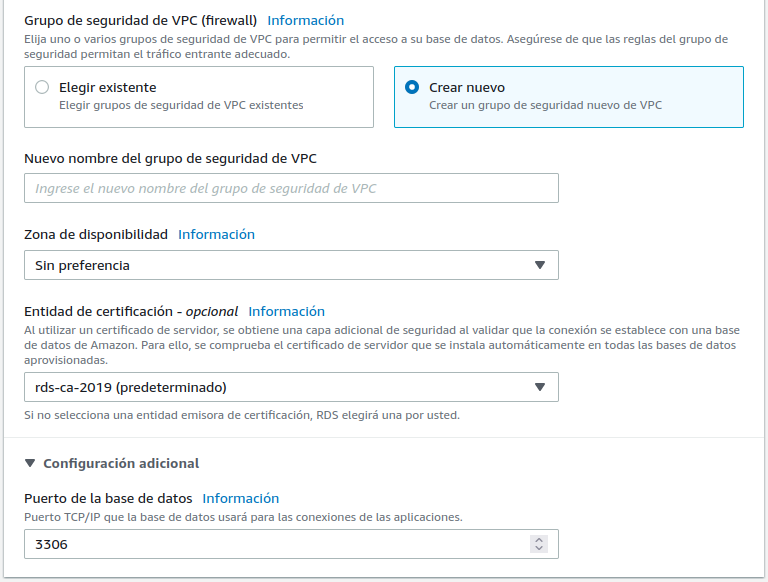 Grupo de seguridad de VPC (firewall) Información
Elija uno o varios grupos de seguridad de VPC para permitir el acceso a su base de datos. Asegúrese de que las reglas del grupo de
seguridad permitan el tráfico entrante adecuado.
Elegir existente
Elegir grupos de seguridad de VPC existentes
Crear nuevo
Crear un grupo de seguridad nuevo de VPC
Nuevo nombre del grupo de seguridad de VPC
Ingrese el nuevo nombre del grupo de seguridad de VPC
Zona de disponibilidad Información
Sin preferencia
Entidad de certificación - opcional Información
Al utilizar un certificado de servidor, se obtiene una capa adicional de seguridad al validar que la conexión se establece con una base
de datos de Amazon. Para ello, se comprueba el certificado de servidor que se instala automáticamente en todas las bases de datos
aprovisionadas.
rds-ca-2019 (predeterminado)
Si no selecciona una entidad emisora de certificación, RDS elegirá una por usted.
Configuración adicional
Puerto de la base de datos Información
Puerto TCP/IP que la base de datos usará para las conexiones de las aplicaciones.
3306